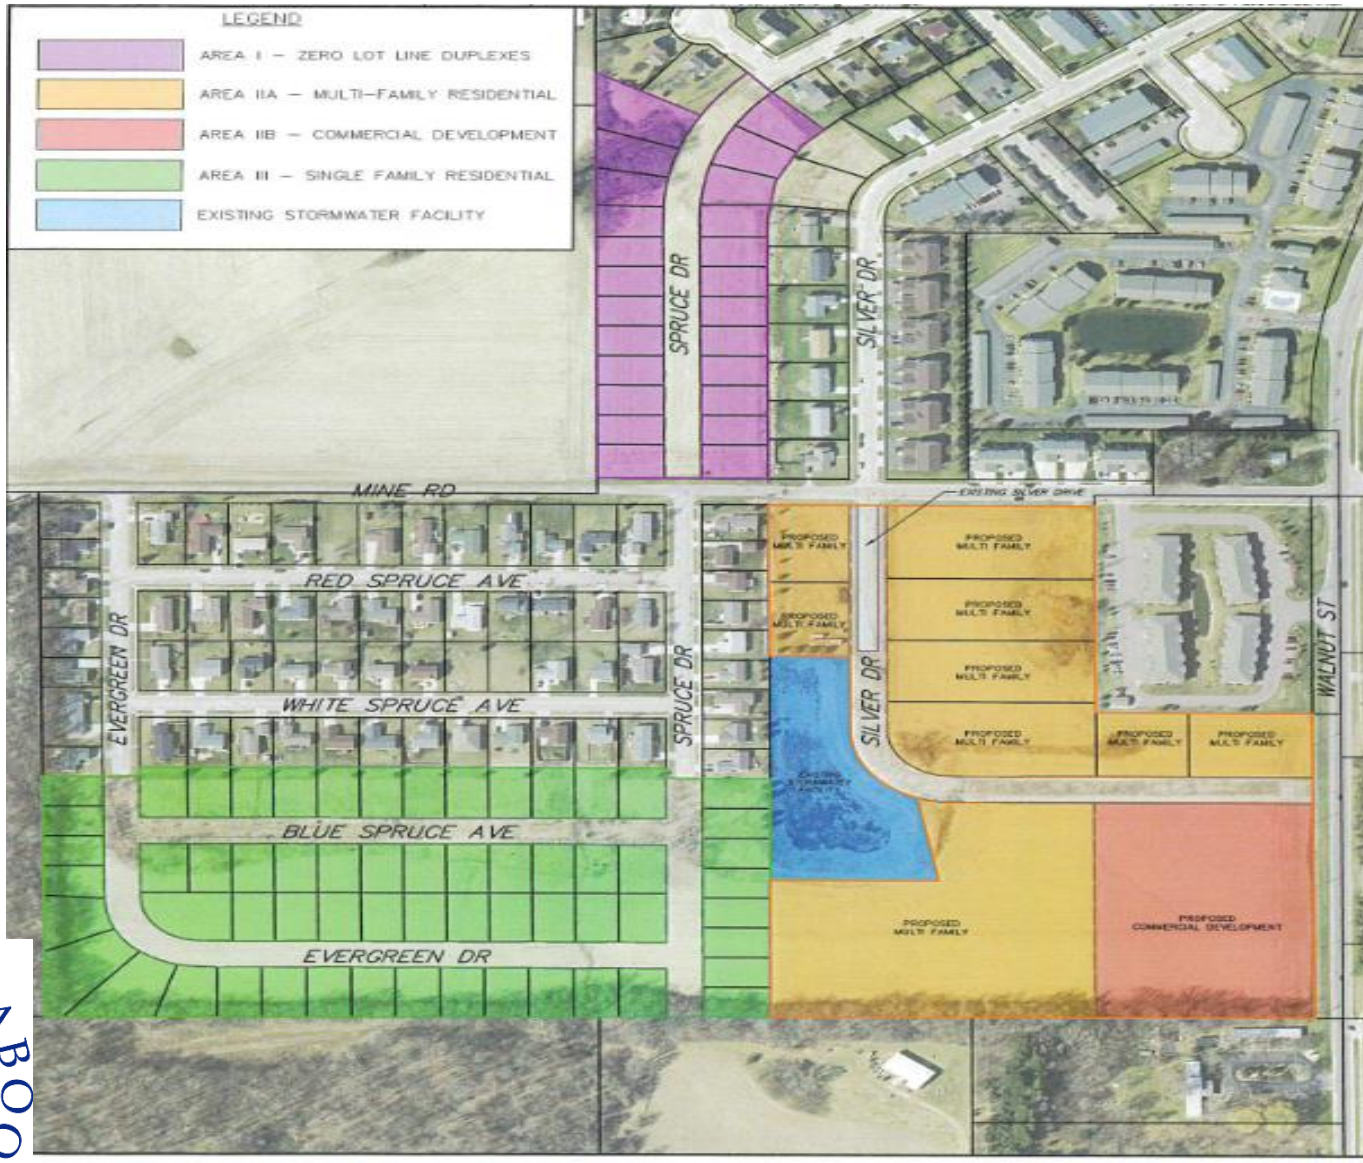 LEGEND
AREA I - ZERO LOT LINE DUPLEXES
AREA IIA - MULTI-FAMILY RESIDENTIAL
AREA IIB - COMMERCIAL DEVELOPMENT
AREA III - SINGLE FAMILY RESIDENTIAL
EXISTING STORMWATER FACILITY
SPRUCE DR
SILVER DR
MINE RD
EXISTING SILVER DRIVE
PROPOSED
MULTI FAMILY
PROPOSED
MULTI FAMILY
RED SPRUCE AVE
PROPOSED
MULTI FAMILY
PROPOSED
MULTI FAMILY
EVERGREEN DR
SPRUCE DR
WALNUT ST
PROPOSED
MULTI FAMILY
WHITE SPRUCE AVE
SILVER DR
PROPOSED
MULTI FAMILY
PROPOSED
MULTI FAMILY
PROPOSED
MULTI FAMILY
EXISTING
STORMWATER
FACILITY
BLUE SPRUCE AVE
PROPOSED
MULTI FAMILY
PROPOSED
COMMERCIAL DEVELOPMENT
EVERGREEN DR
ABOO